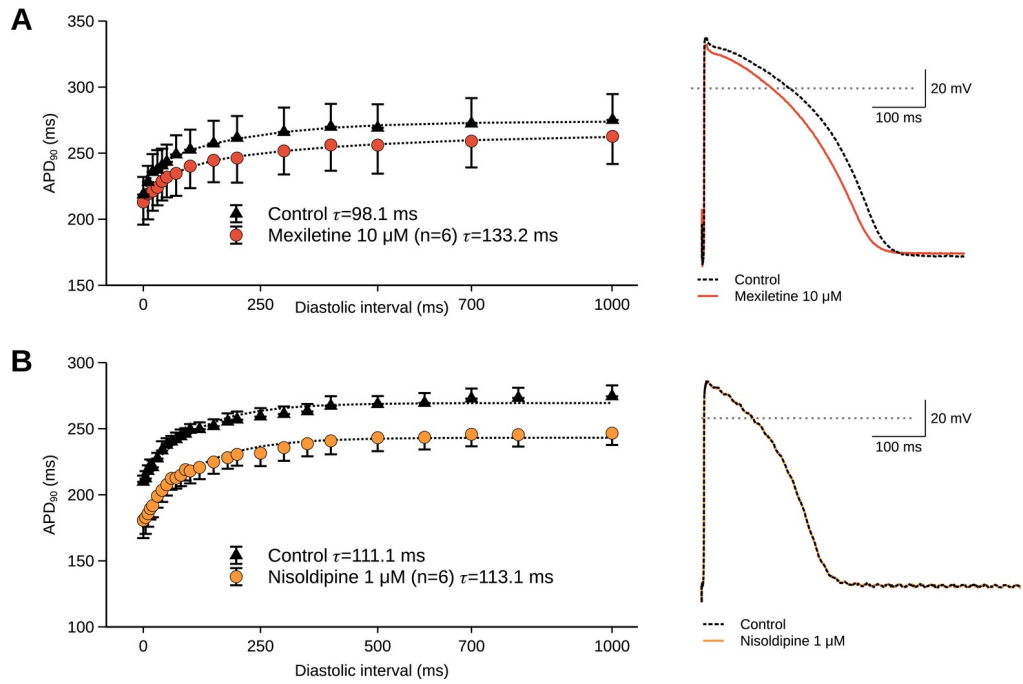 A
350
300
250
200
150
APD90 (ms)
Control τ=98.1 ms
Mexiletine 10 μM (n=6) τ=133.2 ms
0 250 500 700 1000
Diastolic interval (ms)
20 mV
100 ms
Control
Mexiletine 10 μM
B
300
250
200
150
100
APD90 (ms)
Control τ=111.1 ms
Nisoldipine 1 μM (n=6) τ=113.1 ms
0 250 500 700 1000
Diastolic interval (ms)
20 mV
100 ms
Control
Nisoldipine 1 μM